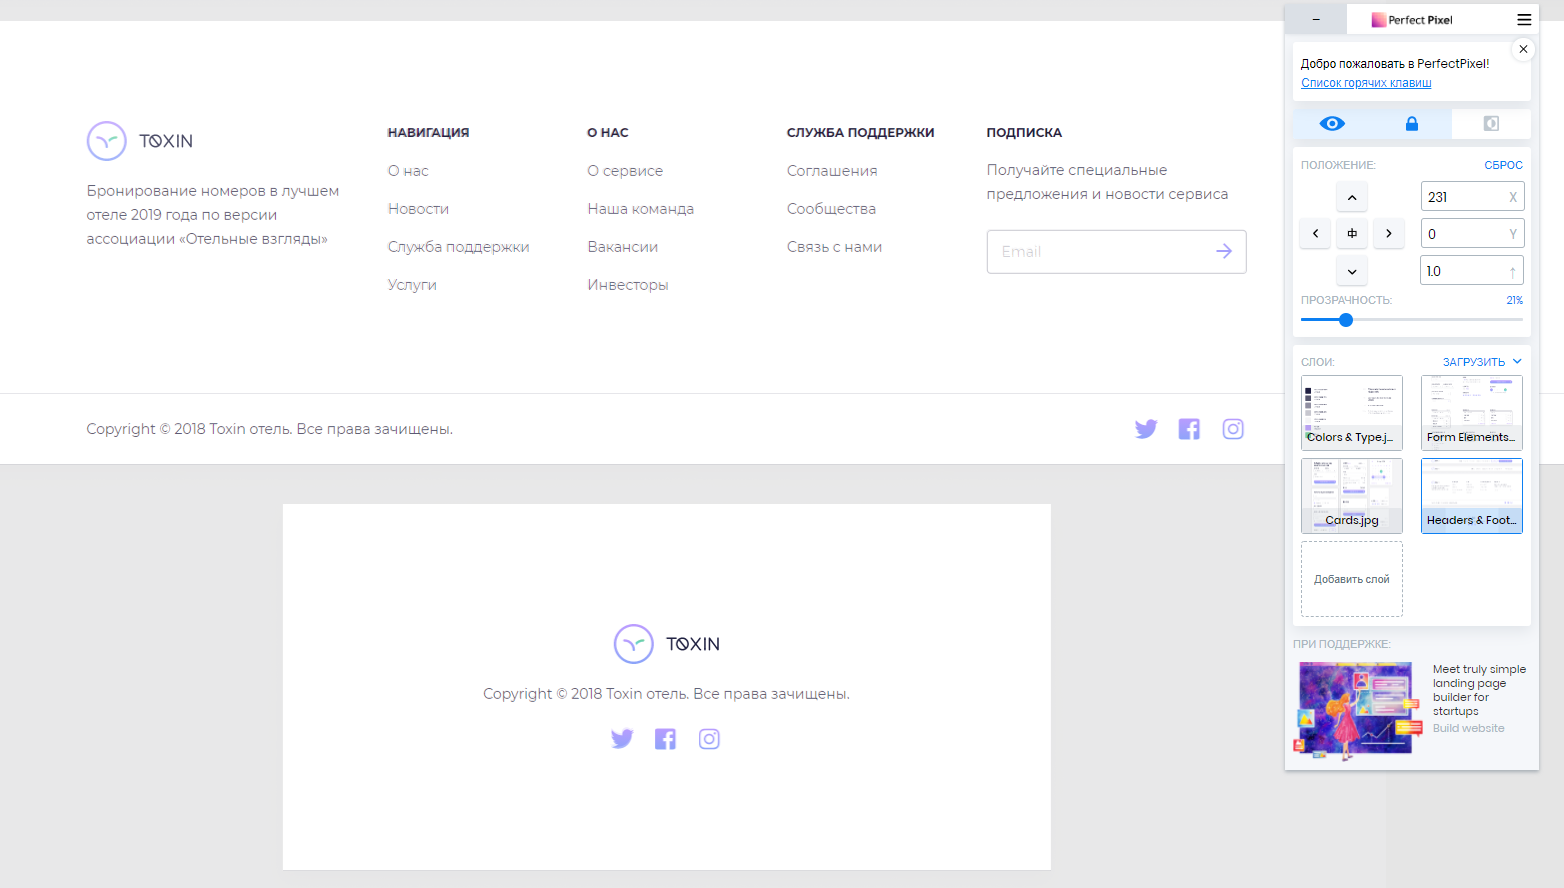 TOXIN
Бронирование номеров в лучшем
отеле 2019 года по версии
ассоциации «Отельные взгляды»
НАВИГАЦИЯ
О нас
Новости
Служба поддержки
Услуги
О НАС
О сервисе
Наша команда
Вакансии
Инвесторы
СЛУЖБА ПОДДЕРЖКИ
Соглашения
Сообщества
Связь с нами
ПОДПИСКА
Получайте специальные
предложения и новости сервиса
Email
Copyright © 2018 Toxin отель. Все права зачищены.
TOXIN
Copyright © 2018 Toxin отель. Все права зачищены.
Perfect Pixel
Добро пожаловать в PerfectPixel!
Список горячих клавиш
ПОЛОЖЕНИЕ:
СБРОС
231 X
0 Y
1.0
ПРОЗРАЧНОСТЬ:
21%
СЛОИ:
ЗАГРУЗИТЬ
Colors & Type.j...
Form Elements...
Cards.jpg
Headers & Foot...
Добавить слой
ПРИ ПОДДЕРЖКЕ:
Meet truly simple
landing page
builder for
startups
Build website